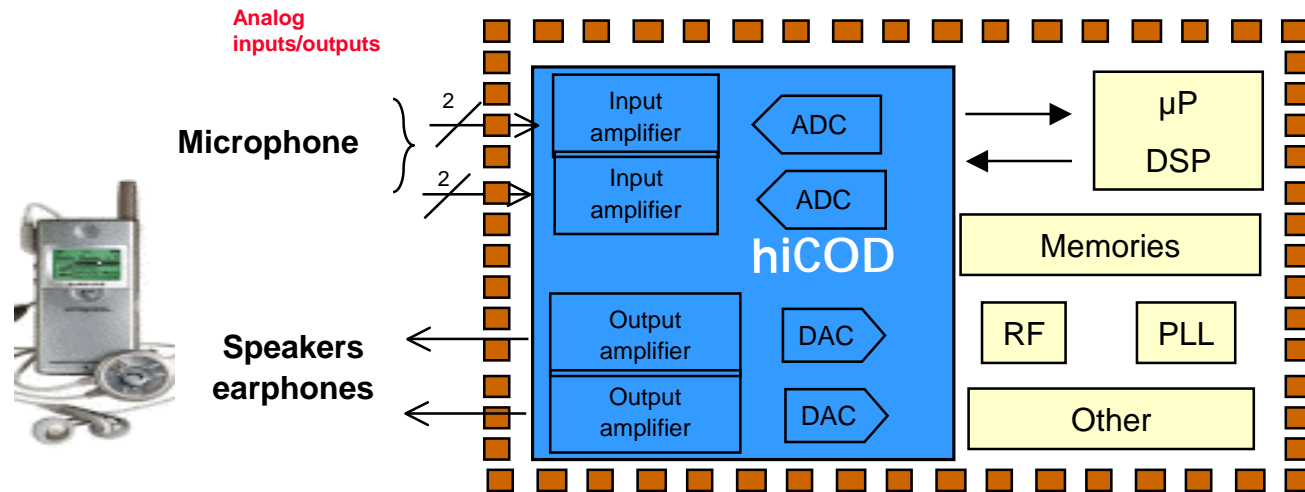 Analog
inputs/outputs
Microphone
2
2
Input
amplifier
Input
amplifier
ADC
ADC
hiCOD
µP
DSP
Memories
RF
PLL
Other
Speakers
earphones
Output
amplifier
Output
amplifier
DAC
DAC